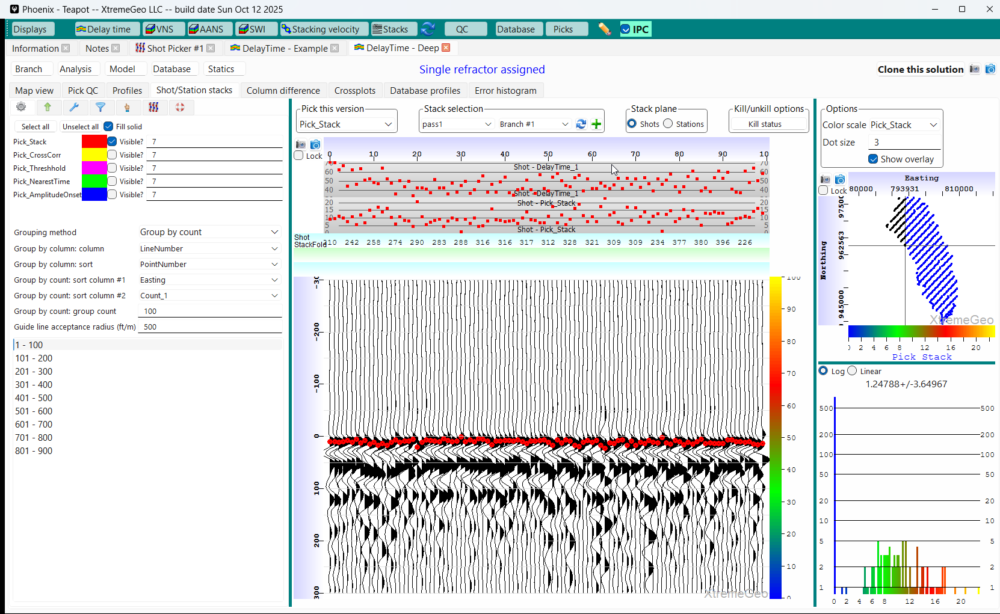 Phoenix - Teapot -- XtremeGeo LLC -- build date Sun Oct 12 2025
Displays Delay time VNS AANS SWI Stacking velocity Stacks QC Database Picks IPC
Information Notes Shot Picker #1 DelayTime - Example DelayTime - Deep
Branch Analysis Model Database Statics Single refractor assigned Clone this solution
Map view Pick QC Profiles Shot/Station stacks Column difference Crossplots Database profiles Error histogram
Select all Unselect all Fill solid
Pick_Stack Visible? 7
Pick_CrossCorr Visible? 7
Pick_Threshhold Visible? 7
Pick_NearestTime Visible? 7
Pick_AmplitudeOnset Visible? 7
Grouping method Group by count
Group by column: column LineNumber
Group by column: sort PointNumber
Group by count: sort column #1 Easting
Group by count: sort column #2 Count_1
Group by count: group count 100
Guide line acceptance radius (ft/m) 500
1 - 100
101 - 200
201 - 300
301 - 400
401 - 500
501 - 600
601 - 700
701 - 800
801 - 900
Pick this version
Pick_Stack
Stack selection
pass1 Branch #1
Stack plane
Shots Stations
Kill/unkill options
Kill status
Lock
0 10 20 30 40 50 60 70 80 90 10
70 Shot - DelayTime_1 70
60 60
50 50
40 Shot - DelayTime_1 40
30 30
20 Shot - Pick_Stack 20
15 15
10 10
5 Shot - Pick_Stack 5
0 0
Shot
StackFold
310 242 258 274 290 283 288 316 316 317 312 328 321 309 309 234 377 380 396 226
-200
-100
0
100
200
300
XtremeGeo
100
90
80
70
60
50
40
30
20
10
0
Options
Color scale Pick_Stack
Dot size 3
Show overlay
Lock
Easting
80000 793931 810000
Northing
97500
962563
945000
XtremeGeo
0 2 4 6 8 12 16 20
Pick Stack
Log Linear
1.24788+/-3.64967
500 500
200 200
100 100
50 50
20 20
10 10
5 5
2 2
1 1
0 2 4 6 8 12 16 20